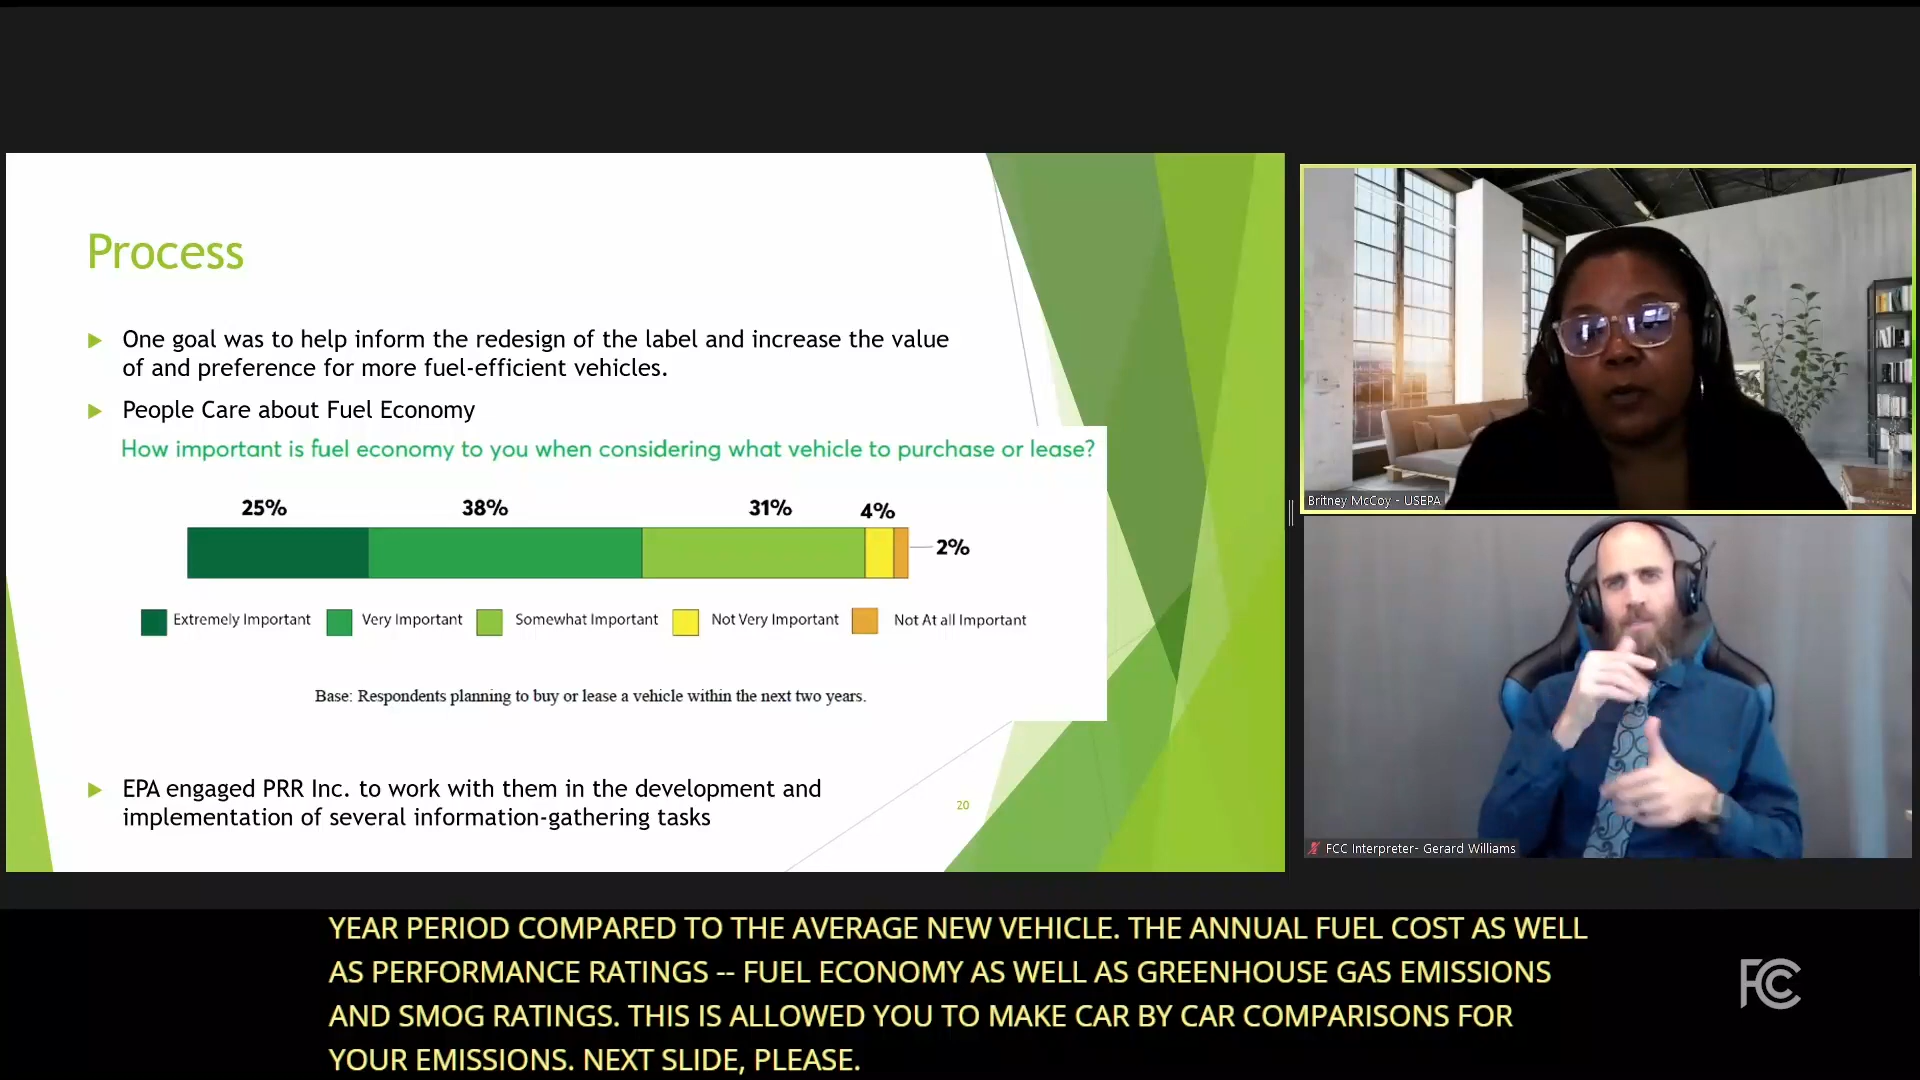 Process
One goal was to help inform the redesign of the label and increase the value
of and preference for more fuel-efficient vehicles.
People Care about Fuel Economy
How important is fuel economy to you when considering what vehicle to purchase or lease?
25% 38% 31% 4%
2%
Extremely Important Very Important Somewhat Important Not Very Important Not At all Important
Base: Respondents planning to buy or lease a vehicle within the next two years.
EPA engaged PRR Inc. to work with them in the development and
implementation of several information-gathering tasks
20
Britney McCoy - USEPA
FCC Interpreter- Gerard Williams
YEAR PERIOD COMPARED TO THE AVERAGE NEW VEHICLE. THE ANNUAL FUEL COST AS WELL
AS PERFORMANCE RATINGS -- FUEL ECONOMY AS WELL AS GREENHOUSE GAS EMISSIONS
AND SMOG RATINGS. THIS IS ALLOWED YOU TO MAKE CAR BY CAR COMPARISONS FOR
YOUR EMISSIONS. NEXT SLIDE, PLEASE.
FCC